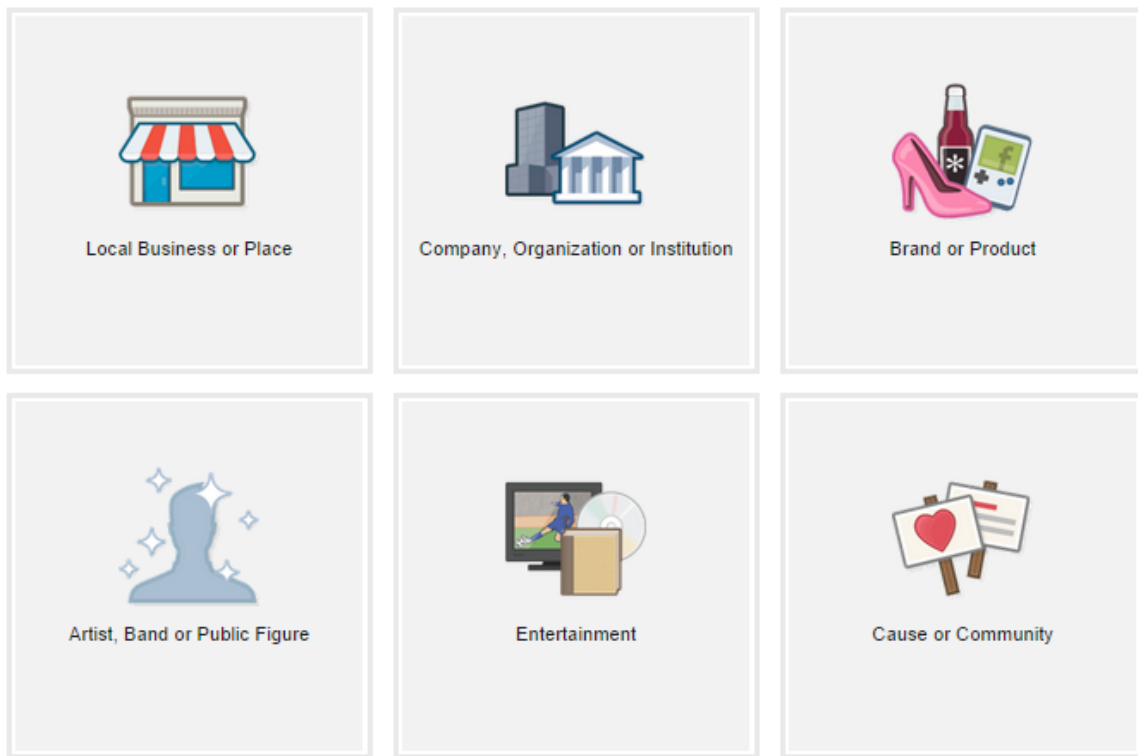 Local Business or Place
Company, Organization or Institution
Brand or Product
Artist, Band or Public Figure
Entertainment
Cause or Community